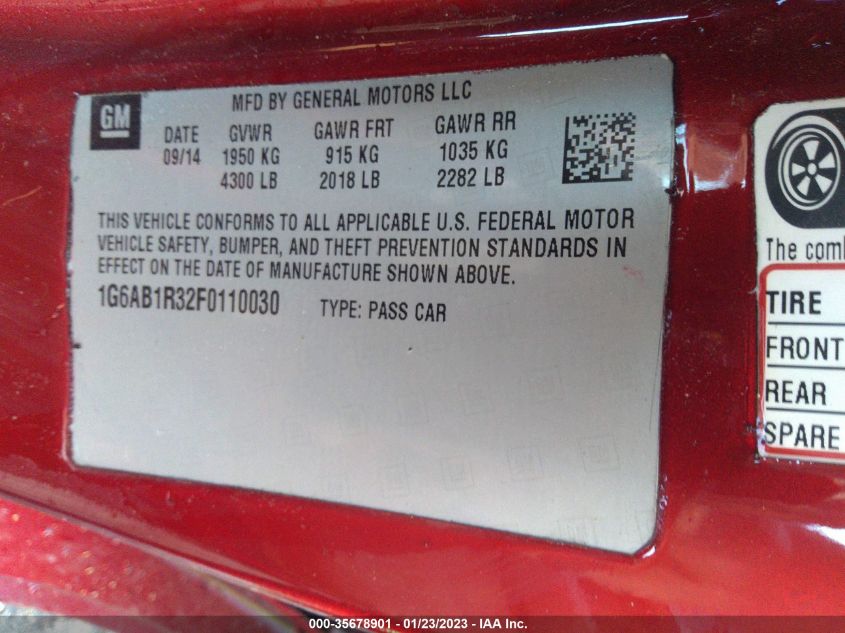 GM
MFD BY GENERAL MOTORS LLC
DATE GVWR GAWR FRT GAWR RR
09/14 1950 KG 915 KG 1035 KG
4300 LB 2018 LB 2282 LB
THIS VEHICLE CONFORMS TO ALL APPLICABLE U.S. FEDERAL MOTOR
VEHICLE SAFETY, BUMPER, AND THEFT PREVENTION STANDARDS IN
EFFECT ON THE DATE OF MANUFACTURE SHOWN ABOVE.
1G6AB1R32F0110030 TYPE: PASS CAR
The
TIRE
FRONT
REAR
SPARE
000-35678901 - 01/23/2023 - IAA Inc.